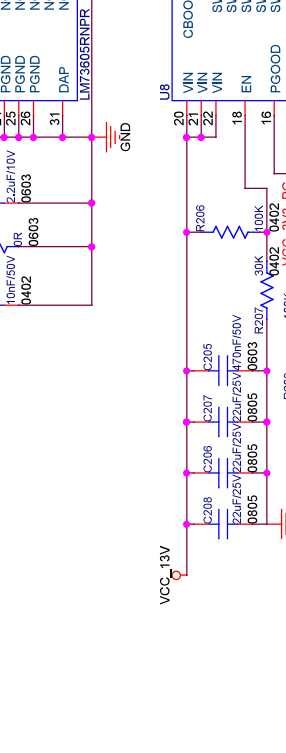 PGND
PGND
PGND
DAP
LM73605RNPR
25
26
31
GND
2.2uF/10V
0603
0R
0603
10nF/50V
0402
U8
CBOO
VIN
VIN
VIN
EN
PGOOD
20
21
22
18
16
R206
100K
0402
30K
0402
R207
C205
470nF/50V
0603
C207
22uF/25V
0805
C206
22uF/25V
0805
C208
22uF/25V
0805
VCC_13V